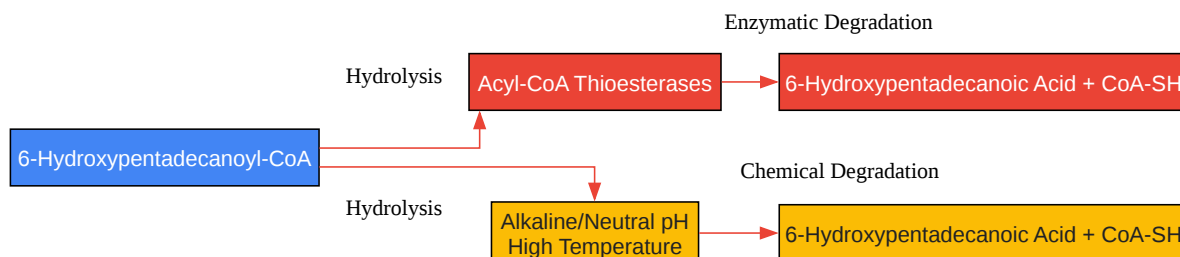 Enzymatic Degradation
Hydrolysis
Acyl-CoA Thioesterases
6-Hydroxypentadecanoic Acid + CoA-SH
6-Hydroxypentadecanoyl-CoA
Chemical Degradation
Hydrolysis
Alkaline/Neutral pH
High Temperature
6-Hydroxypentadecanoic Acid + CoA-SH